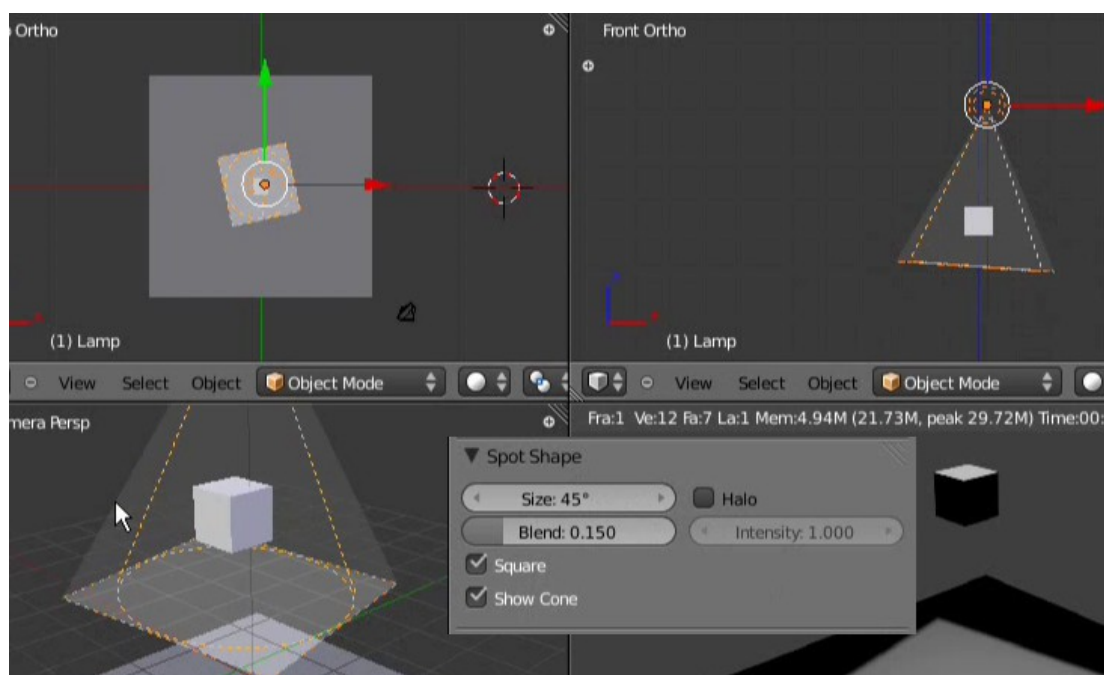 Ortho
(1) Lamp
View Select Object Object Mode
Front Ortho
(1) Lamp
View Select Object Object Mode
mera Persp
Fra:1 Ve:12 Fa:7 La:1 Mem:4.94M (21.73M, peak 29.72M) Time:00:
Spot Shape
Size: 45°
Halo
Blend: 0.150
Intensity: 1.000
Square
Show Cone